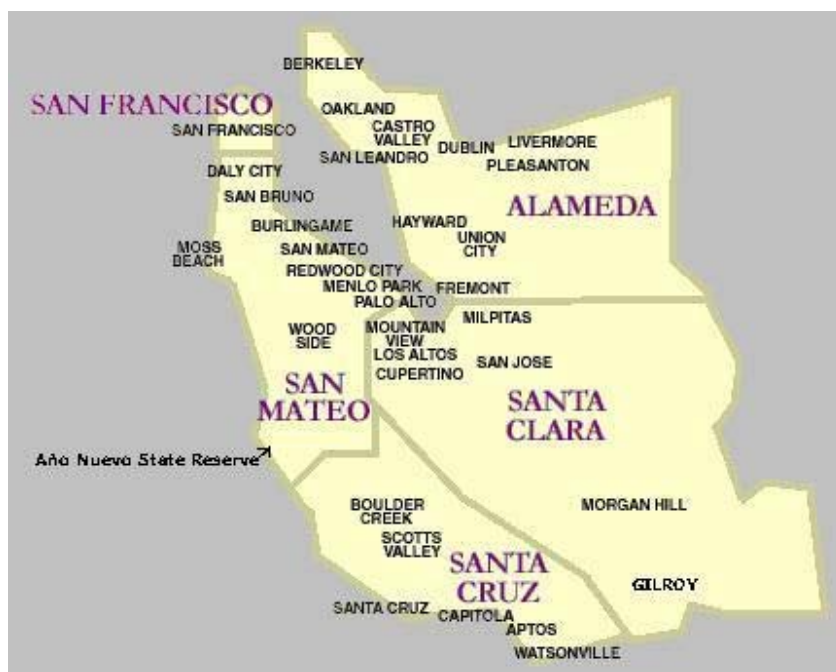 BERKELEY
SAN FRANCISCO
OAKLAND
SAN FRANCISCO
CASTRO
VALLEY
DUBLIN
LIVERMORE
SAN LEANDRO
PLEASANTON
DALY CITY
SAN BRUNO
ALAMEDA
BURLINGAME
HAYWARD
UNION
CITY
MOSS
BEACH
SAN MATEO
REDWOOD CITY
MENLO PARK
FREMONT
PALO ALTO
MILPITAS
WOOD
SIDE
MOUNTAIN
VIEW
LOS ALTOS
SAN JOSE
CUPERTINO
SAN
MATEO
SANTA
CLARA
Año Nuevo State Reserve
BOULDER
CREEK
MORGAN HILL
SCOTTS
VALLEY
SANTA
CRUZ
GILROY
SANTA CRUZ
CAPITOLA
APTOS
WATSONVILLE